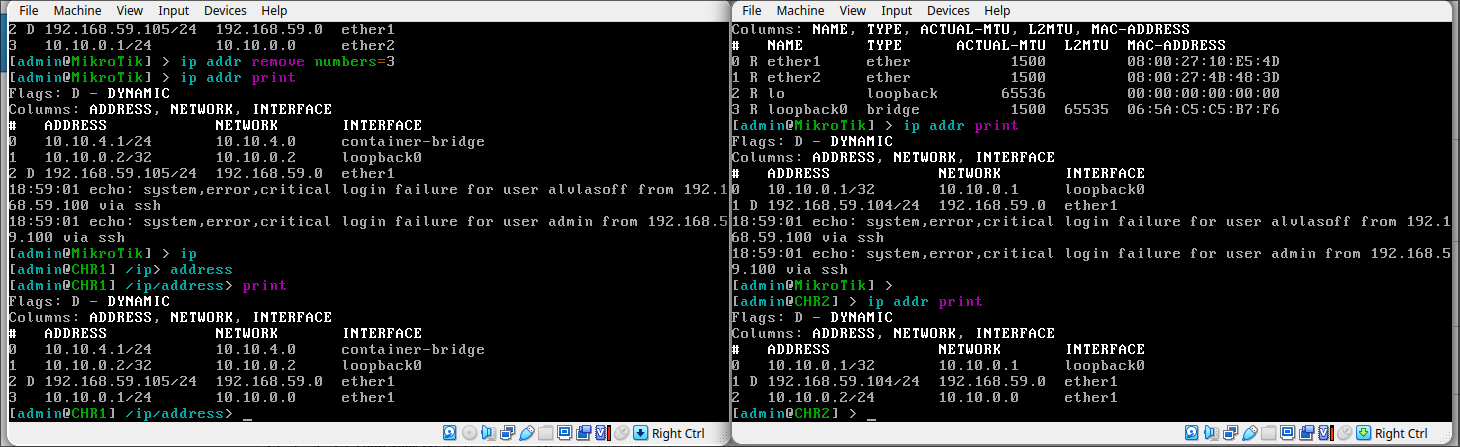 File Machine View Input Devices Help
2 D 192.168.59.105/24 192.168.59.0 ether1
3 10.10.0.1/24 10.10.0.0 ether2
[admin@MikroTik] > ip addr remove numbers=3
[admin@MikroTik] > ip addr print
Flags: D - DYNAMIC
Columns: ADDRESS, NETWORK, INTERFACE
# ADDRESS NETWORK INTERFACE
0 10.10.4.1/24 10.10.4.0 container-bridge
1 10.10.0.2/32 10.10.0.2 loopback0
2 D 192.168.59.105/24 192.168.59.0 ether1
18:59:01 echo: system,error,critical login failure for user alvlasoff from 192.1
68.59.100 via ssh
18:59:01 echo: system,error,critical login failure for user admin from 192.168.5
9.100 via ssh
[admin@MikroTik] > ip
[admin@CHR1] /ip> address
[admin@CHR1] /ip/address> print
Flags: D - DYNAMIC
Columns: ADDRESS, NETWORK, INTERFACE
# ADDRESS NETWORK INTERFACE
0 10.10.4.1/24 10.10.4.0 container-bridge
1 10.10.0.2/32 10.10.0.2 loopback0
2 D 192.168.59.105/24 192.168.59.0 ether1
3 10.10.0.1/24 10.10.0.0 ether1
[admin@CHR1] /ip/address> _
Right Ctrl
File Machine View Input Devices Help
Columns: NAME, TYPE, ACTUAL-MTU, L2MTU, MAC-ADDRESS
# NAME TYPE ACTUAL-MTU L2MTU MAC-ADDRESS
0 R ether1 ether 1500 08:00:27:10:E5:4D
1 R ether2 ether 1500 08:00:27:4B:48:3D
2 R lo loopback 65536 00:00:00:00:00:00
3 R loopback0 bridge 1500 65535 06:5A:C5:C5:B7:F6
[admin@MikroTik] > ip addr print
Flags: D - DYNAMIC
Columns: ADDRESS, NETWORK, INTERFACE
# ADDRESS NETWORK INTERFACE
0 10.10.0.1/32 10.10.0.1 loopback0
1 D 192.168.59.104/24 192.168.59.0 ether1
18:59:01 echo: system,error,critical login failure for user alvlasoff from 192.1
68.59.100 via ssh
18:59:01 echo: system,error,critical login failure for user admin from 192.168.5
9.100 via ssh
[admin@MikroTik] >
[admin@CHR2] > ip addr print
Flags: D - DYNAMIC
Columns: ADDRESS, NETWORK, INTERFACE
# ADDRESS NETWORK INTERFACE
0 10.10.0.1/32 10.10.0.1 loopback0
1 D 192.168.59.104/24 192.168.59.0 ether1
2 10.10.0.2/24 10.10.0.0 ether1
[admin@CHR2] > _
Right Ctrl